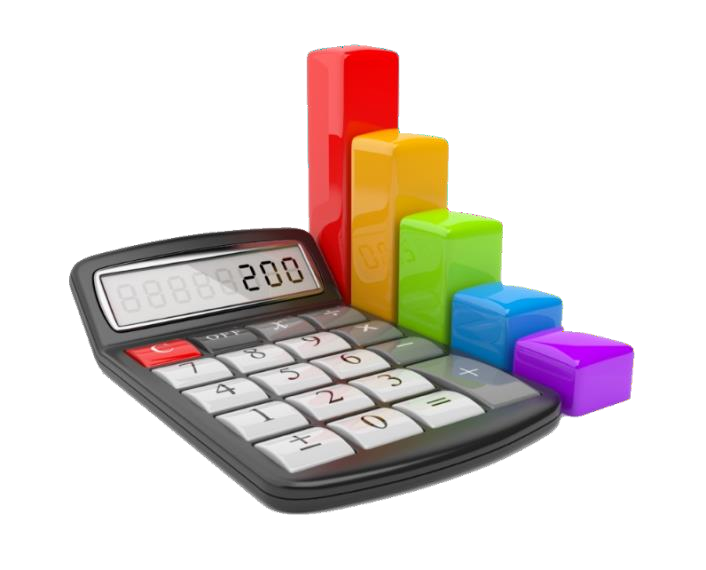 200
C OFF ÷
7 8 9 ×
4 5 6 −
1 2 3 +
± 0 =